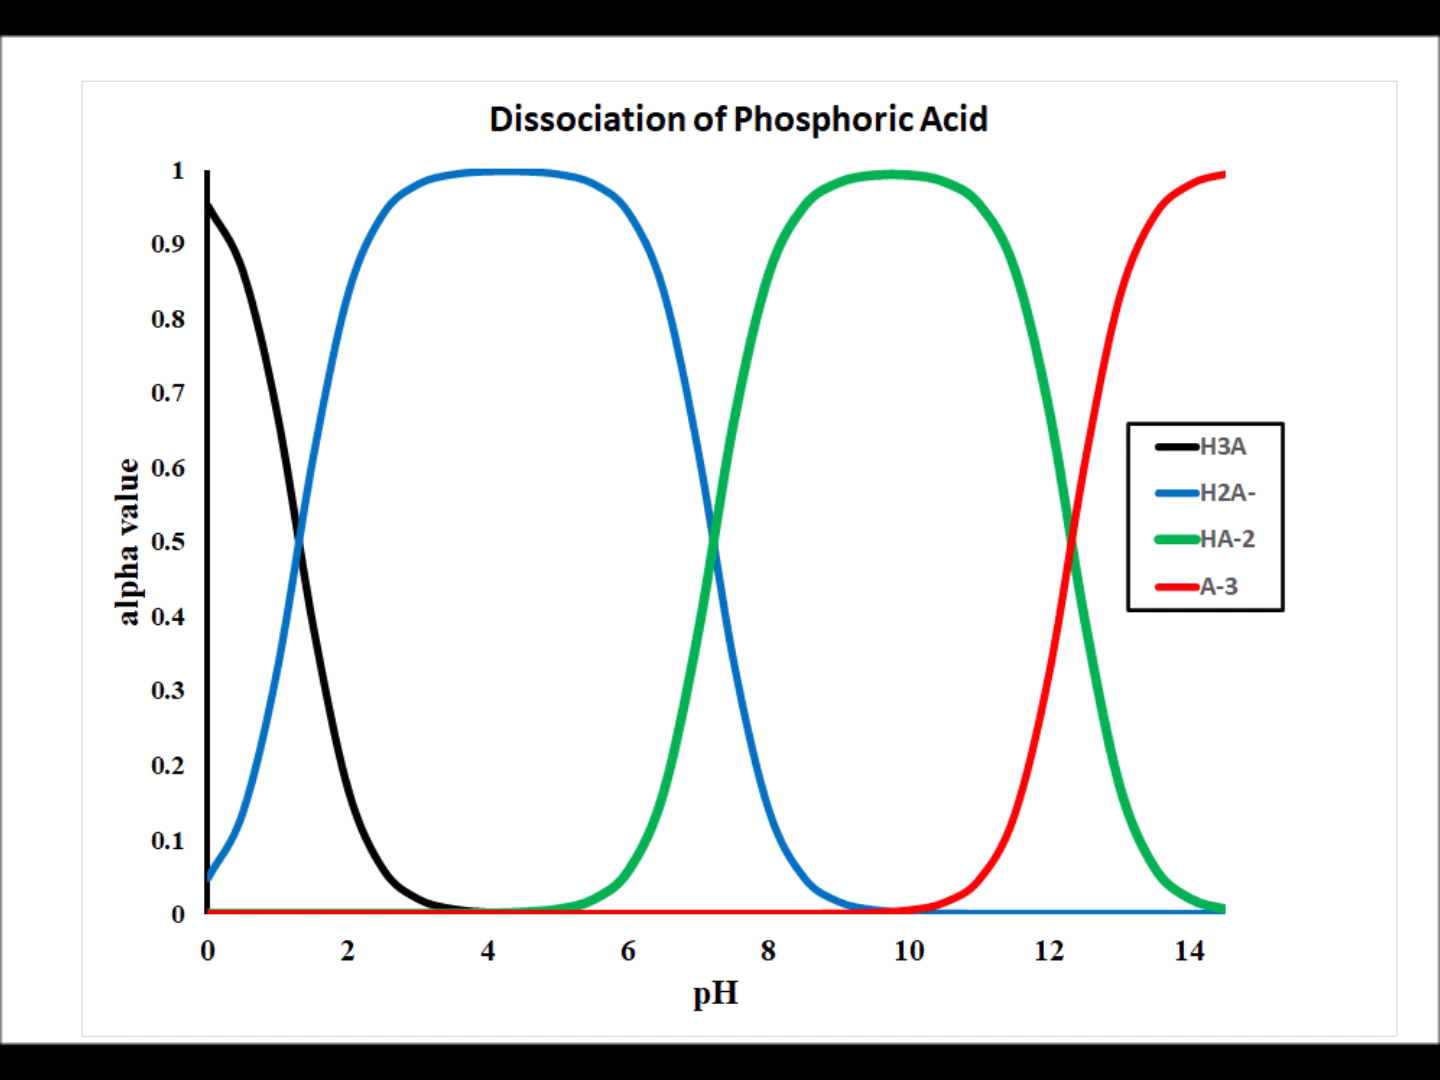 Dissociation of Phosphoric Acid
1
0.9
0.8
0.7
0.6
0.5
0.4
0.3
0.2
0.1
0
alpha value
0 2 4 6 8 10 12 14
pH
H3A
H2A-
HA-2
A-3